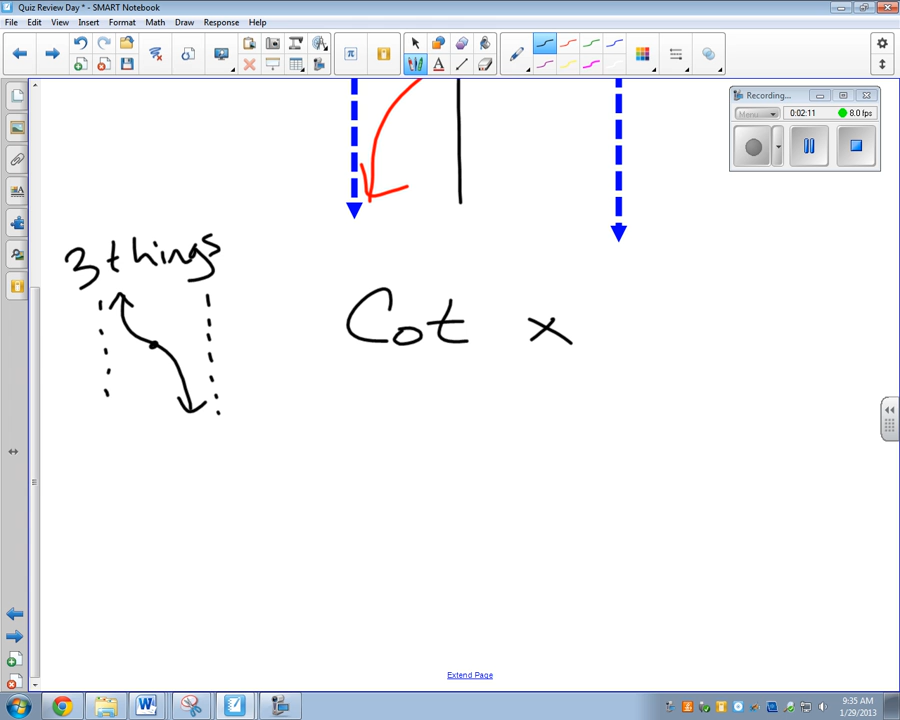 Quiz Review Day * - SMART Notebook
File Edit View Insert Format Math Draw Response Help
Recording...
Menu 0:02:11 8.0 fps
3 things
Cot x
Extend Page
9:35 AM
1/29/2013